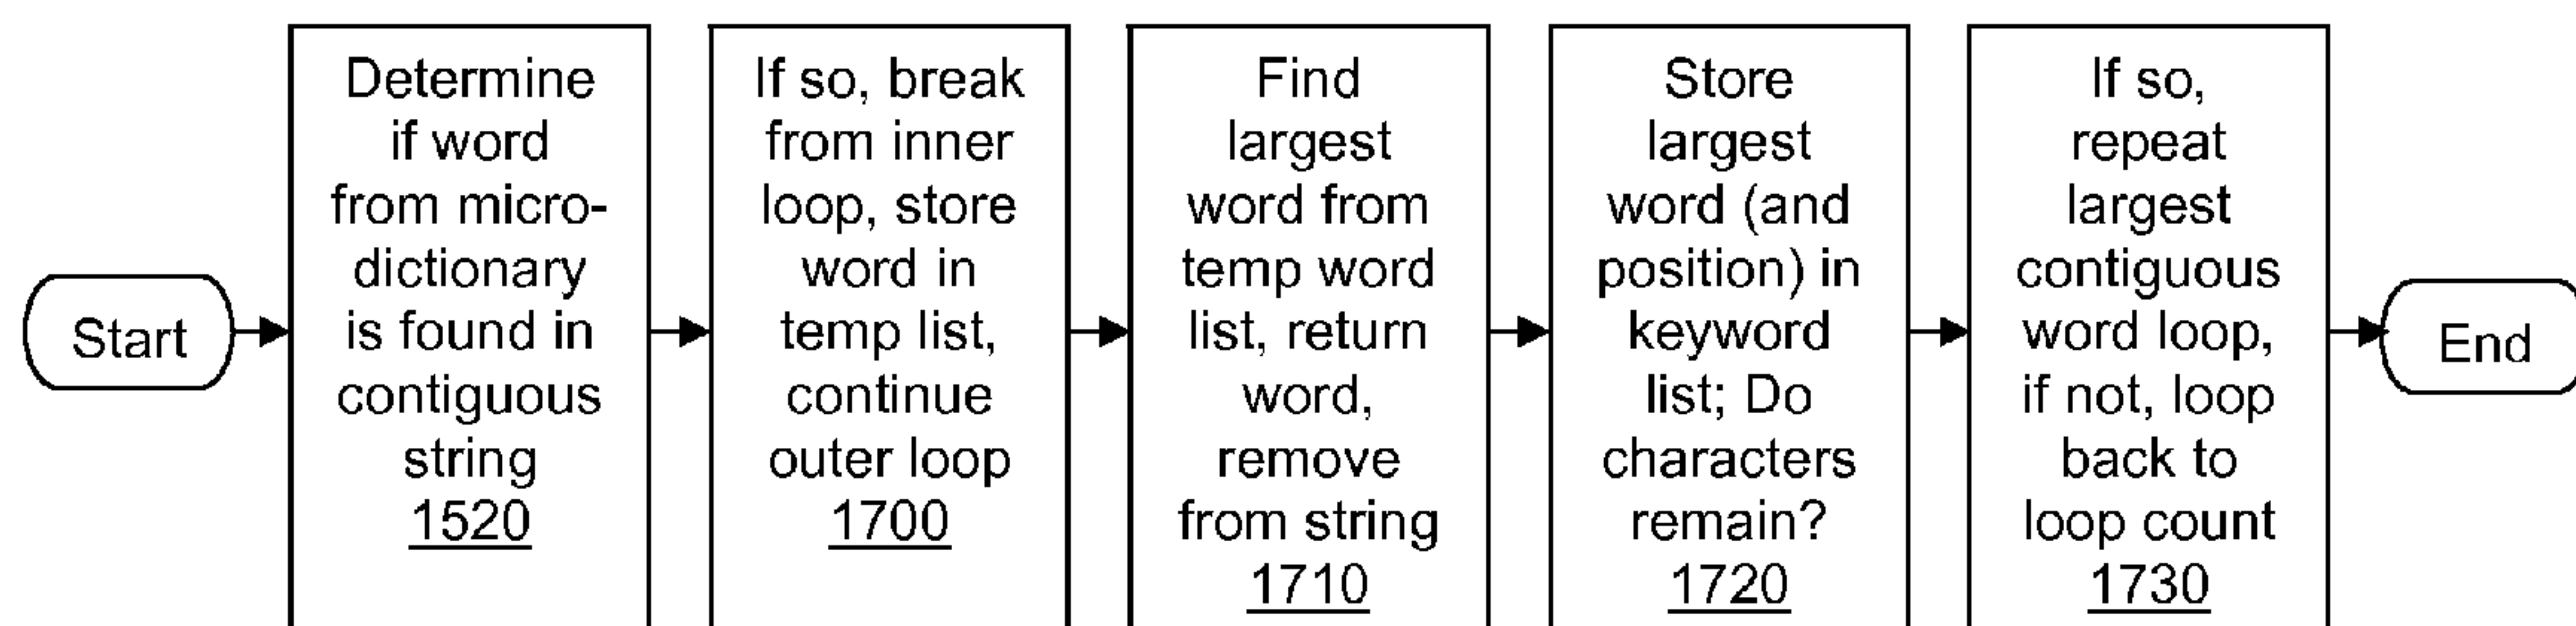 Start
Determine
if word
from micro-
dictionary
is found in
contiguous
string
1520
If so, break
from inner
loop, store
word in
temp list,
continue
outer loop
1700
Find
largest
word from
temp word
list, return
word,
remove
from string
1710
Store
largest
word (and
position) in
keyword
list; Do
characters
remain?
1720
If so,
repeat
largest
contiguous
word loop,
if not, loop
back to
loop count
1730
End